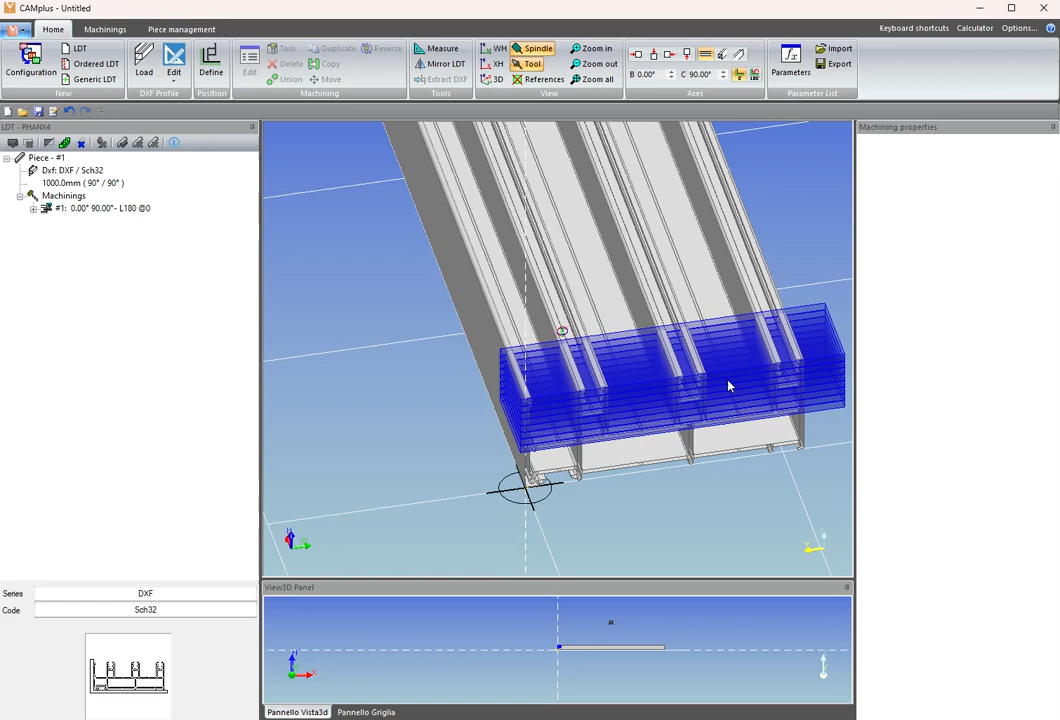 CAMplus - Untitled
Home Machinings Piece management Keyboard shortcuts Calculator Options...
Configuration
LDT
Ordered LDT
Generic LDT
New
Load Edit
DXF Profile
Define
Position
Edit
Tool Duplicate Reverse
Delete Copy
Union Move
Machining
Measure
Mirror LDT
Extract DXF
Tools
WH Spindle Zoom in
XH Tool Zoom out
3D References Zoom all
View
B 0.00° C 90.00°
Axes
Parameters
Import
Export
Parameter List
LDT - PHANX4
Machining properties
Piece - #1
Dxf: DXF / Sch32
1000.0mm ( 90° / 90° )
Machinings
#1: 0.00° 90.00°- L180 @0
View3D Panel
Series DXF
Code Sch32
H
X
Pannello Vista3d Pannello Griglia